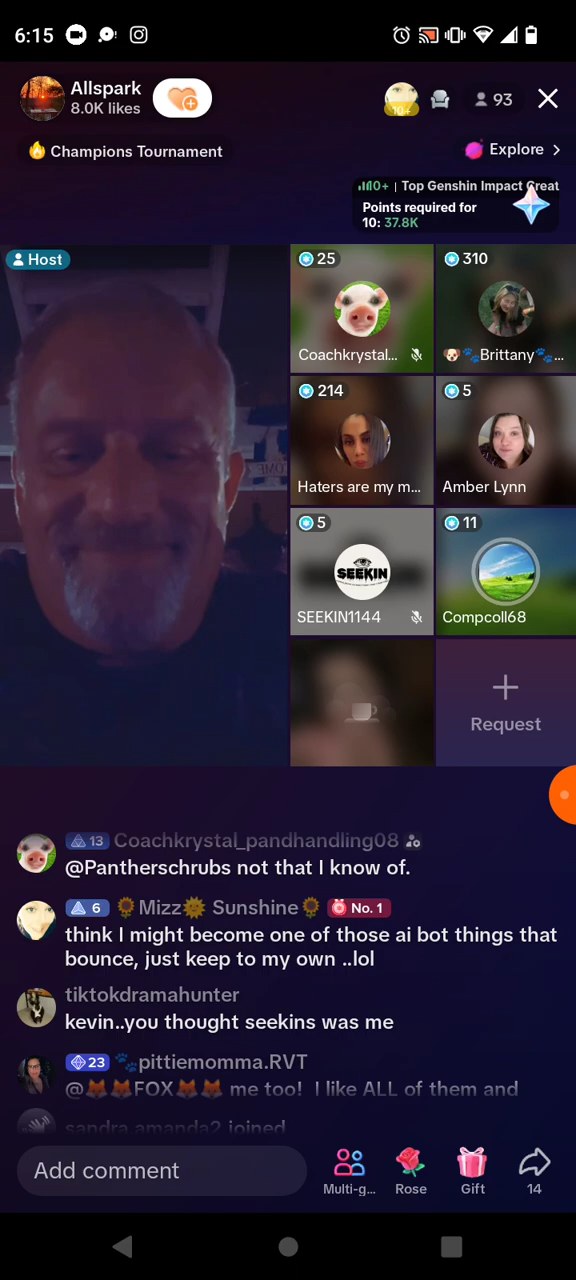 6:15
Allspark
8.0K likes
10+
93
Champions Tournament
Explore >
10+ | Top Genshin Impact Creat
Points required for
10: 37.8K
Host
25
310
Coachkrystal...
🐶🐾Brittany🐾...
214
5
Haters are my m...
Amber Lynn
5
11
SEEKIN
SEEKIN1144
Compcoll68
+
Request
13 Coachkrystal_pandhandling08
@Pantherschrubs not that I know of.
6 🌻Mizz🌞 Sunshine🌻 No. 1
think I might become one of those ai bot things that
bounce, just keep to my own ..lol
tiktokdramahunter
kevin..you thought seekins was me
23 🐾pittiemomma.RVT
@🦊🦊FOX🦊🦊 me too! I like ALL of them and
sandra.amanda2 joined
Add comment
Multi-g...
Rose
Gift
14